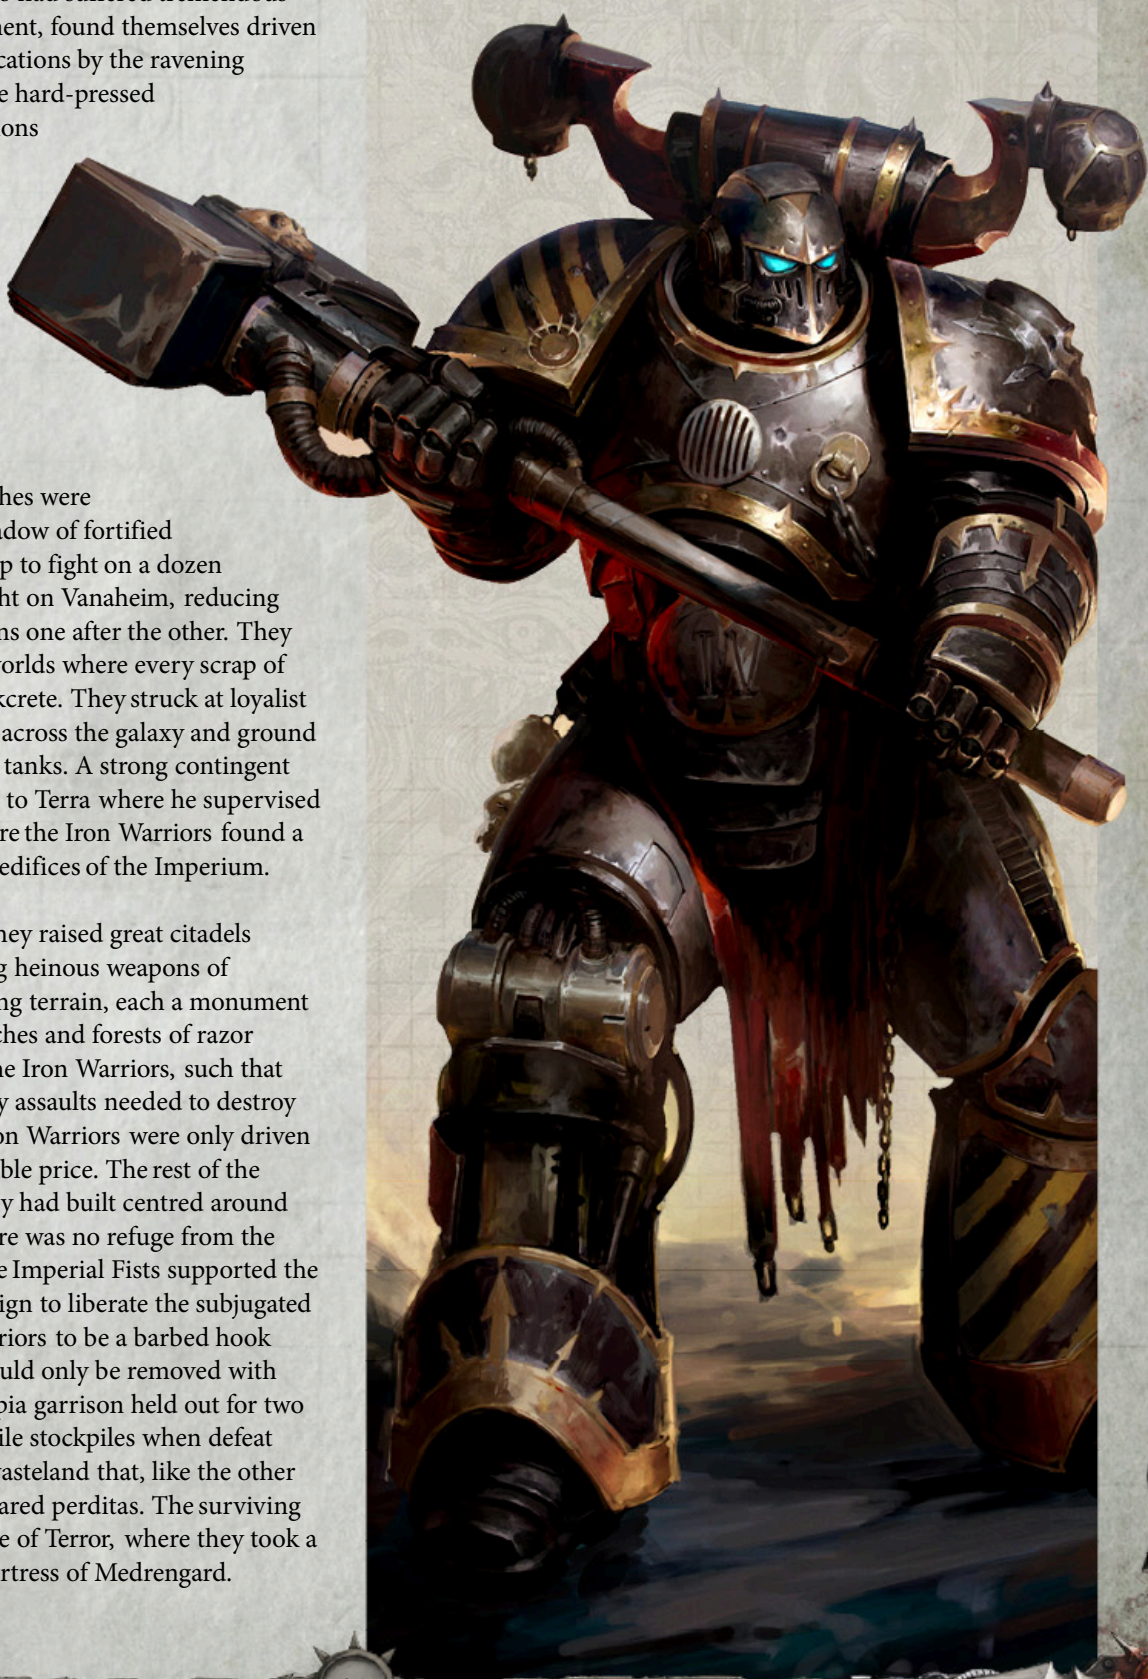 ment, found themselves driven
cations by the ravening
e hard-pressed
ions
hes were
adow of fortified
p to fight on a dozen
ht on Vanaheim, reducing
ns one after the other. They
vorlds where every scrap of
kcrete. They struck at loyalist
across the galaxy and ground
tanks. A strong contingent
to Terra where he supervised
re the Iron Warriors found a
edifices of the Imperium.
hey raised great citadels
g heinous weapons of
ng terrain, each a monument
ches and forests of razor
he Iron Warriors, such that
y assaults needed to destroy
on Warriors were only driven
ble price. The rest of the
y had built centred around
re was no refuge from the
e Imperial Fists supported the
ign to liberate the subjugated
riors to be a barbed hook
uld only be removed with
pia garrison held out for two
ile stockpiles when defeat
vasteland that, like the other
ared perditas. The surviving
e of Terror, where they took a
rtress of Medrengard.
IV